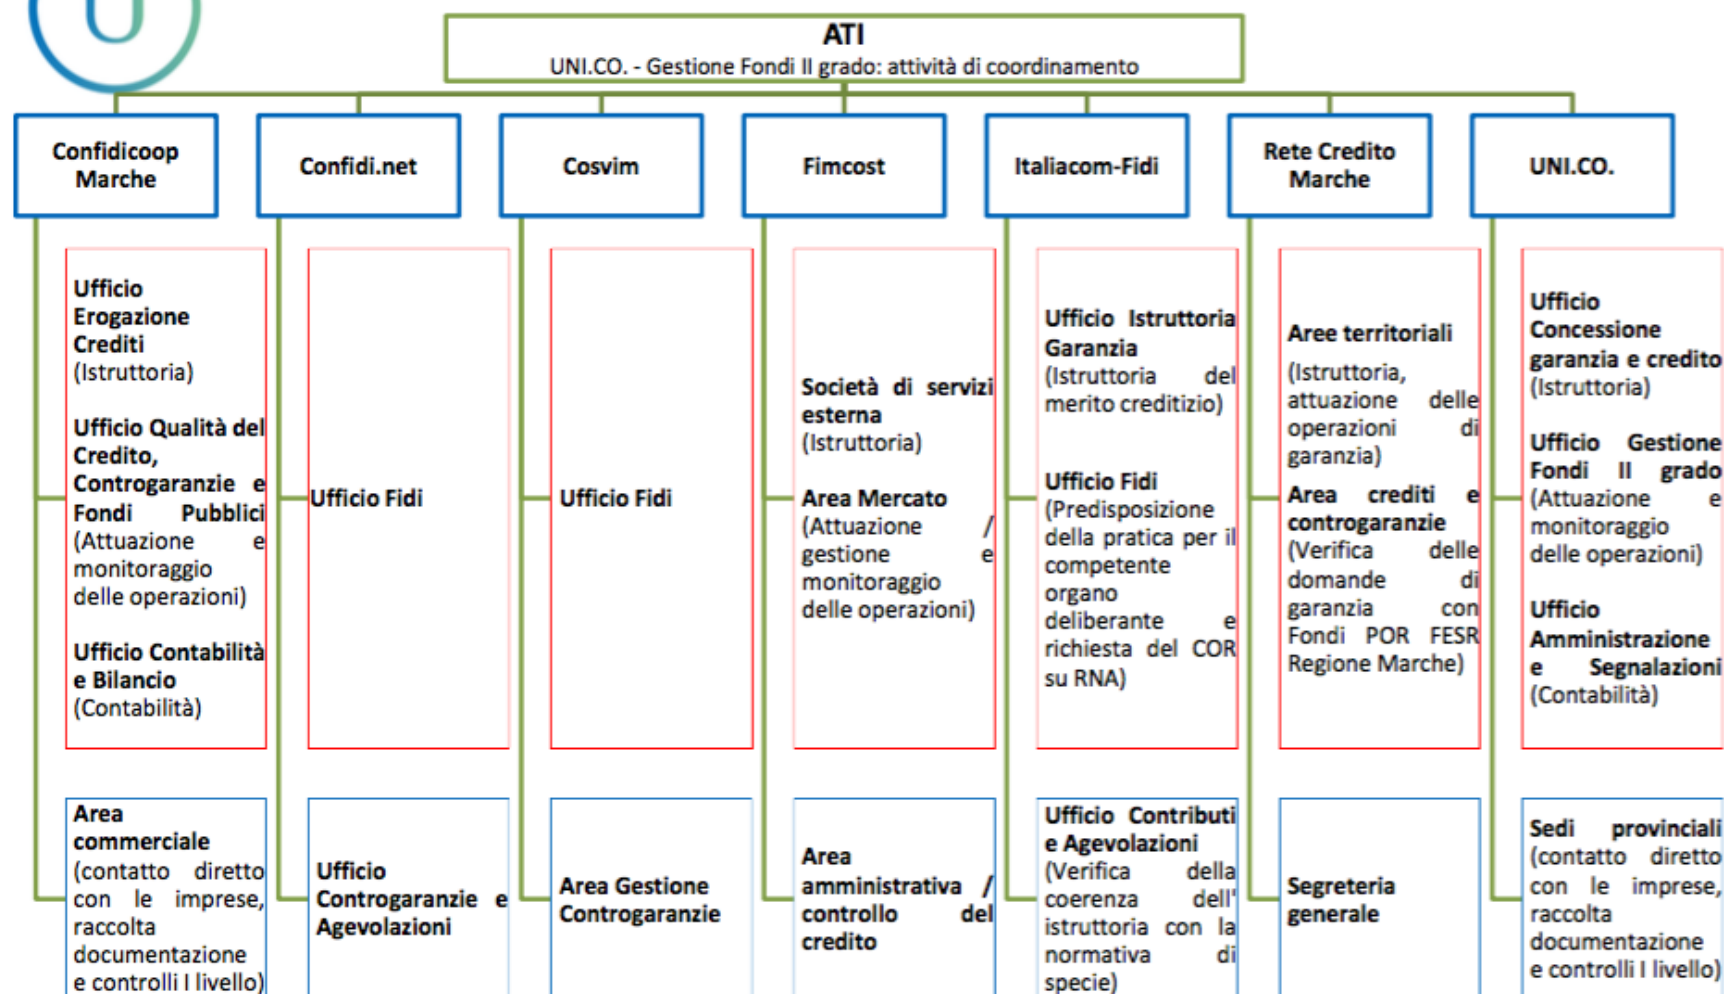 U
ATI
UNI.CO. - Gestione Fondi II grado: attività di coordinamento
Confidicoop
Marche
Confidi.net
Cosvim
Fimcost
Italiacom-Fidi
Rete Credito
Marche
UNI.CO.
Ufficio
Erogazione
Crediti
(Istruttoria)
Ufficio Qualità del
Credito,
Controgaranzie e
Fondi Pubblici
(Attuazione e
monitoraggio
delle operazioni)
Ufficio Contabilità
e Bilancio
(Contabilità)
Ufficio Fidi
Ufficio Fidi
Società di servizi
esterna
(Istruttoria)
Area Mercato
(Attuazione /
gestione e
monitoraggio
delle operazioni)
Ufficio Istruttoria
Garanzia
(Istruttoria del
merito creditizio)
Ufficio Fidi
(Predisposizione
della pratica per il
competente
organo
deliberante e
richiesta del COR
su RNA)
Aree territoriali
(Istruttoria,
attuazione delle
operazioni di
garanzia)
Area crediti e
controgaranzie
(Verifica delle
domande di
garanzia con
Fondi POR FESR
Regione Marche)
Ufficio
Concessione
garanzia e credito
(Istruttoria)
Ufficio Gestione
Fondi II grado
(Attuazione e
monitoraggio
delle operazioni)
Ufficio
Amministrazione
e Segnalazioni
(Contabilità)
Area
commerciale
(contatto diretto
con le imprese,
raccolta
documentazione
e controlli I livello)
Ufficio
Controgaranzie e
Agevolazioni
Area Gestione
Controgaranzie
Area
amministrativa /
controllo del
credito
Ufficio Contributi
e Agevolazioni
(Verifica della
coerenza dell'
istruttoria con la
normativa di
specie)
Segreteria
generale
Sedi provinciali
(contatto diretto
con le imprese,
raccolta
documentazione
e controlli I livello)